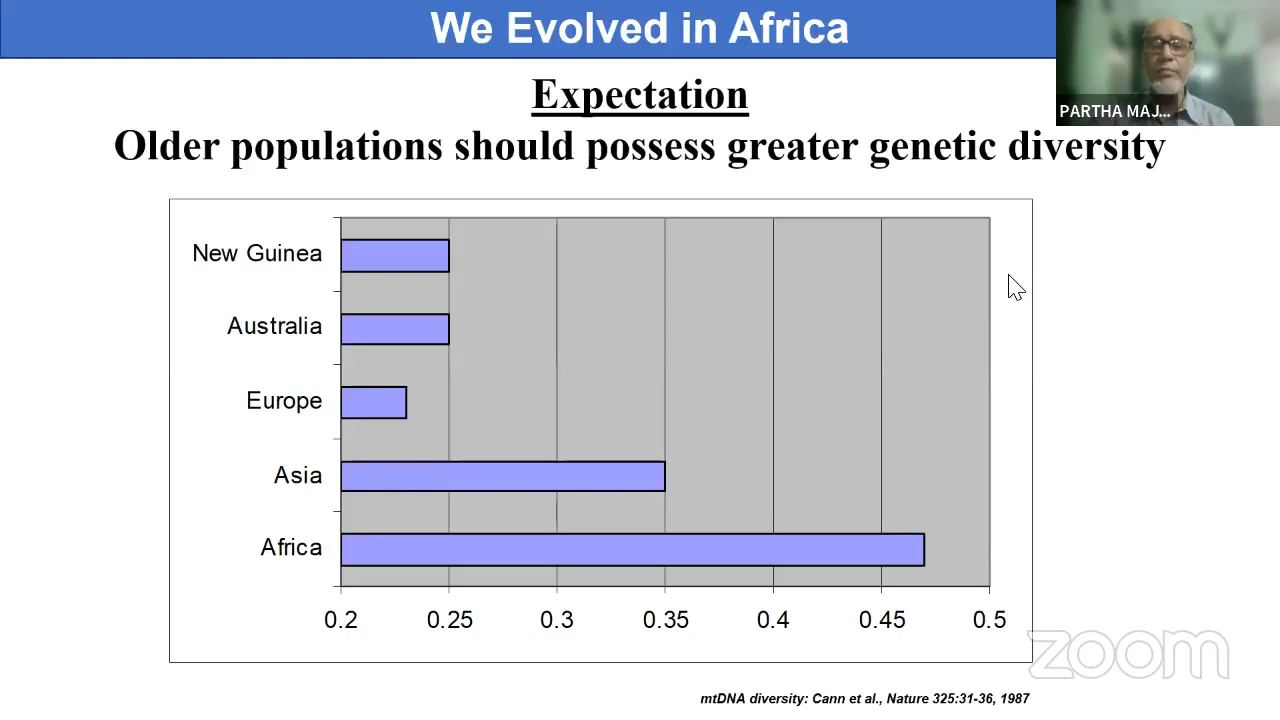 We Evolved in Africa
PARTHA MAJ...
Expectation
Older populations should possess greater genetic diversity
New Guinea
Australia
Europe
Asia
Africa
0.2 0.25 0.3 0.35 0.4 0.45 0.5
zoom
mtDNA diversity: Cann et al., Nature 325:31-36, 1987